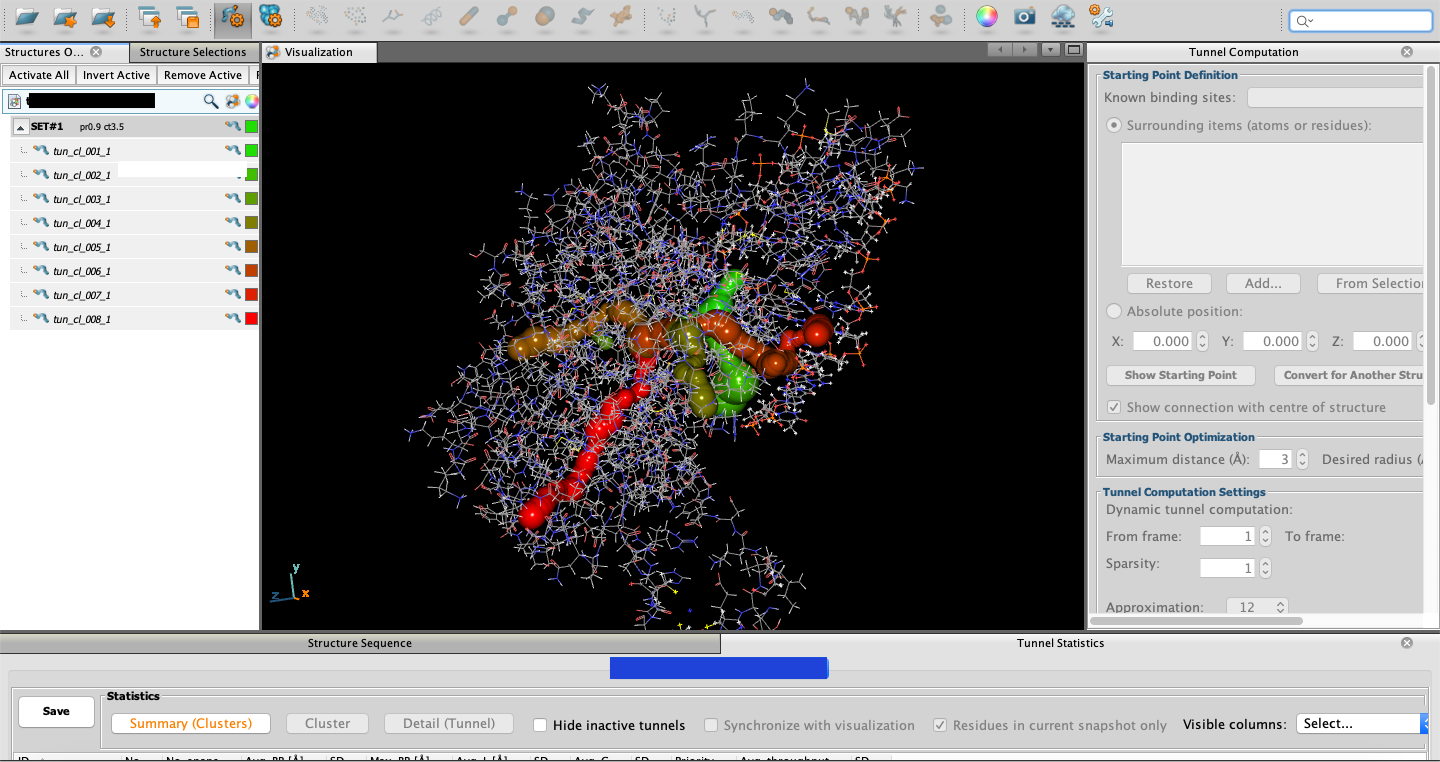 Structures O...
Structure Selections
Visualization
Tunnel Computation
Activate All
Invert Active
Remove Active
SET#1 pr0.9 ct3.5
tun_cl_001_1
tun_cl_002_1
tun_cl_003_1
tun_cl_004_1
tun_cl_005_1
tun_cl_006_1
tun_cl_007_1
tun_cl_008_1
y
z x
Starting Point Definition
Known binding sites:
Surrounding items (atoms or residues):
Restore
Add...
From Selection
Absolute position:
X: 0.000 Y: 0.000 Z: 0.000
Show Starting Point
Convert for Another Stru
Show connection with centre of structure
Starting Point Optimization
Maximum distance (Å): 3 Desired radius (
Tunnel Computation Settings
Dynamic tunnel computation:
From frame: 1 To frame:
Sparsity: 1
Approximation: 12
Structure Sequence
Tunnel Statistics
Save
Statistics
Summary (Clusters)
Cluster
Detail (Tunnel)
Hide inactive tunnels
Synchronize with visualization
Residues in current snapshot only
Visible columns: Select...